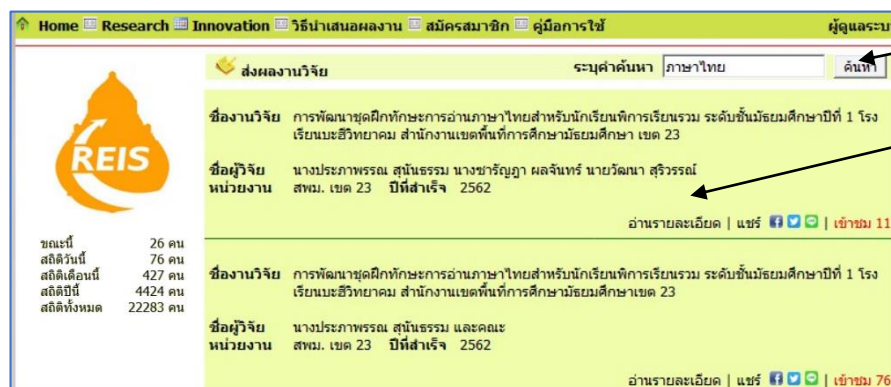 Home Research Innovation วิธีนำเสนอผลงาน สมัครสมาชิก คู่มือการใช้ ผู้ดูแลระบบ
ส่งผลงานวิจัย ระบุคำค้นหา ภาษาไทย ค้นหา
REIS
ชื่องานวิจัย การพัฒนาชุดฝึกทักษะการอ่านภาษาไทยสำหรับนักเรียนพิการเรียนรวม ระดับชั้นมัธยมศึกษาปีที่ 1 โรง
เรียนบะฮีวิทยาคม สำนักงานเขตพื้นที่การศึกษามัธยมศึกษา เขต 23
ชื่อผู้วิจัย นางประภาพรรณ สุนันธรรม นางชารัญฎา ผลจันทร์ นายวัฒนา สุริวรรณ์
หน่วยงาน สพม. เขต 23 ปีที่สำเร็จ 2562
อ่านรายละเอียด | แชร์ | เข้าชม 11
ขณะนี้ 26 คน
สถิติวันนี้ 76 คน
สถิติเดือนนี้ 427 คน
สถิติปีนี้ 4424 คน
สถิติทั้งหมด 22283 คน
ชื่องานวิจัย การพัฒนาชุดฝึกทักษะการอ่านภาษาไทยสำหรับนักเรียนพิการเรียนรวม ระดับชั้นมัธยมศึกษาปีที่ 1 โรง
เรียนบะฮีวิทยาคม สำนักงานเขตพื้นที่การศึกษามัธยมศึกษาเขต 23
ชื่อผู้วิจัย นางประภาพรรณ สุนันธรรม และคณะ
หน่วยงาน สพม. เขต 23 ปีที่สำเร็จ 2562
อ่านรายละเอียด | แชร์ | เข้าชม 76